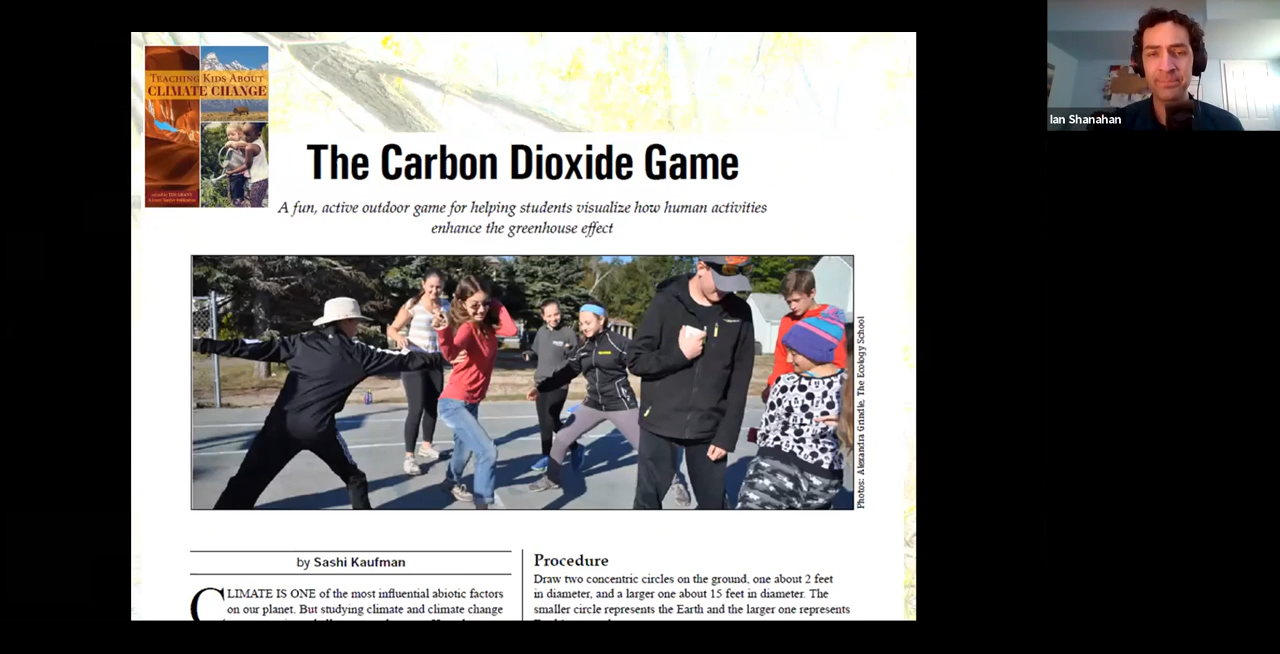 TEACHING KIDS ABOUT
CLIMATE CHANGE
The Carbon Dioxide Game
A fun, active outdoor game for helping students visualize how human activities
enhance the greenhouse effect
Photos: Alexandra Grindle, The Ecology School
by Sashi Kaufman
CLIMATE IS ONE of the most influential abiotic factors
on our planet. But studying climate and climate change
Procedure
Draw two concentric circles on the ground, one about 2 feet
in diameter, and a larger one about 15 feet in diameter. The
smaller circle represents the Earth and the larger one represents
Ian Shanahan